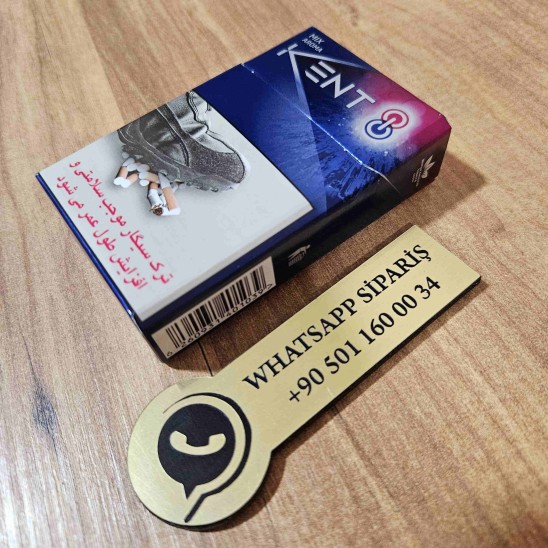 MIX
AROMA
KENT
ترک سیگار موجب سلامتی و
افزایش طول عمر می شود
WHATSAPP SİPARİŞ
+90 501 160 00 34